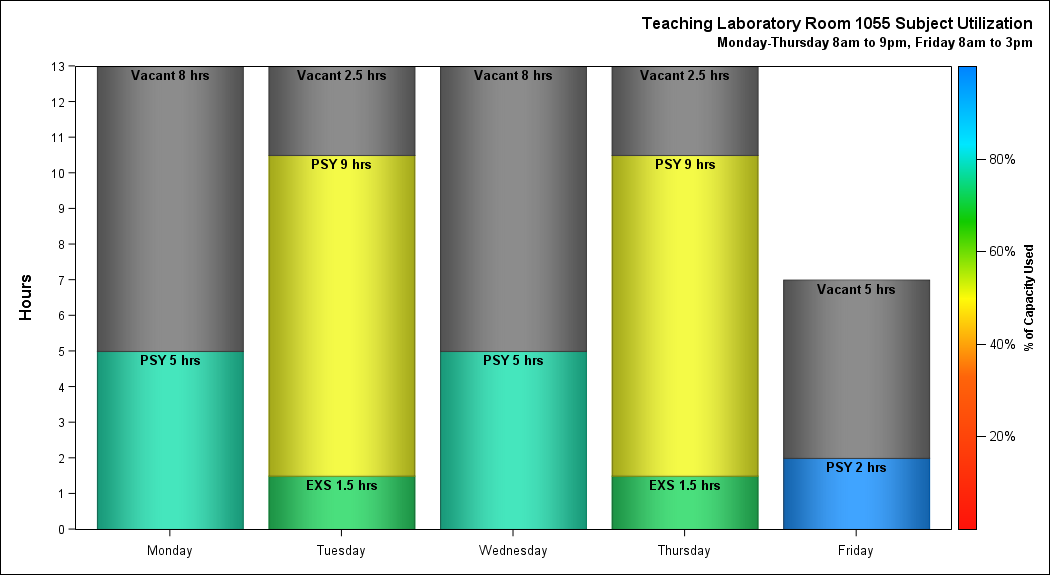 Teaching Laboratory Room 1055 Subject Utilization
Monday-Thursday 8am to 9pm, Friday 8am to 3pm
Hours
13
12
11
10
9
8
7
6
5
4
3
2
1
0
Vacant 8 hrs
PSY 5 hrs
Vacant 2.5 hrs
PSY 9 hrs
EXS 1.5 hrs
Vacant 8 hrs
PSY 5 hrs
Vacant 2.5 hrs
PSY 9 hrs
EXS 1.5 hrs
Vacant 5 hrs
PSY 2 hrs
Monday
Tuesday
Wednesday
Thursday
Friday
80%
60%
40%
20%
% of Capacity Used